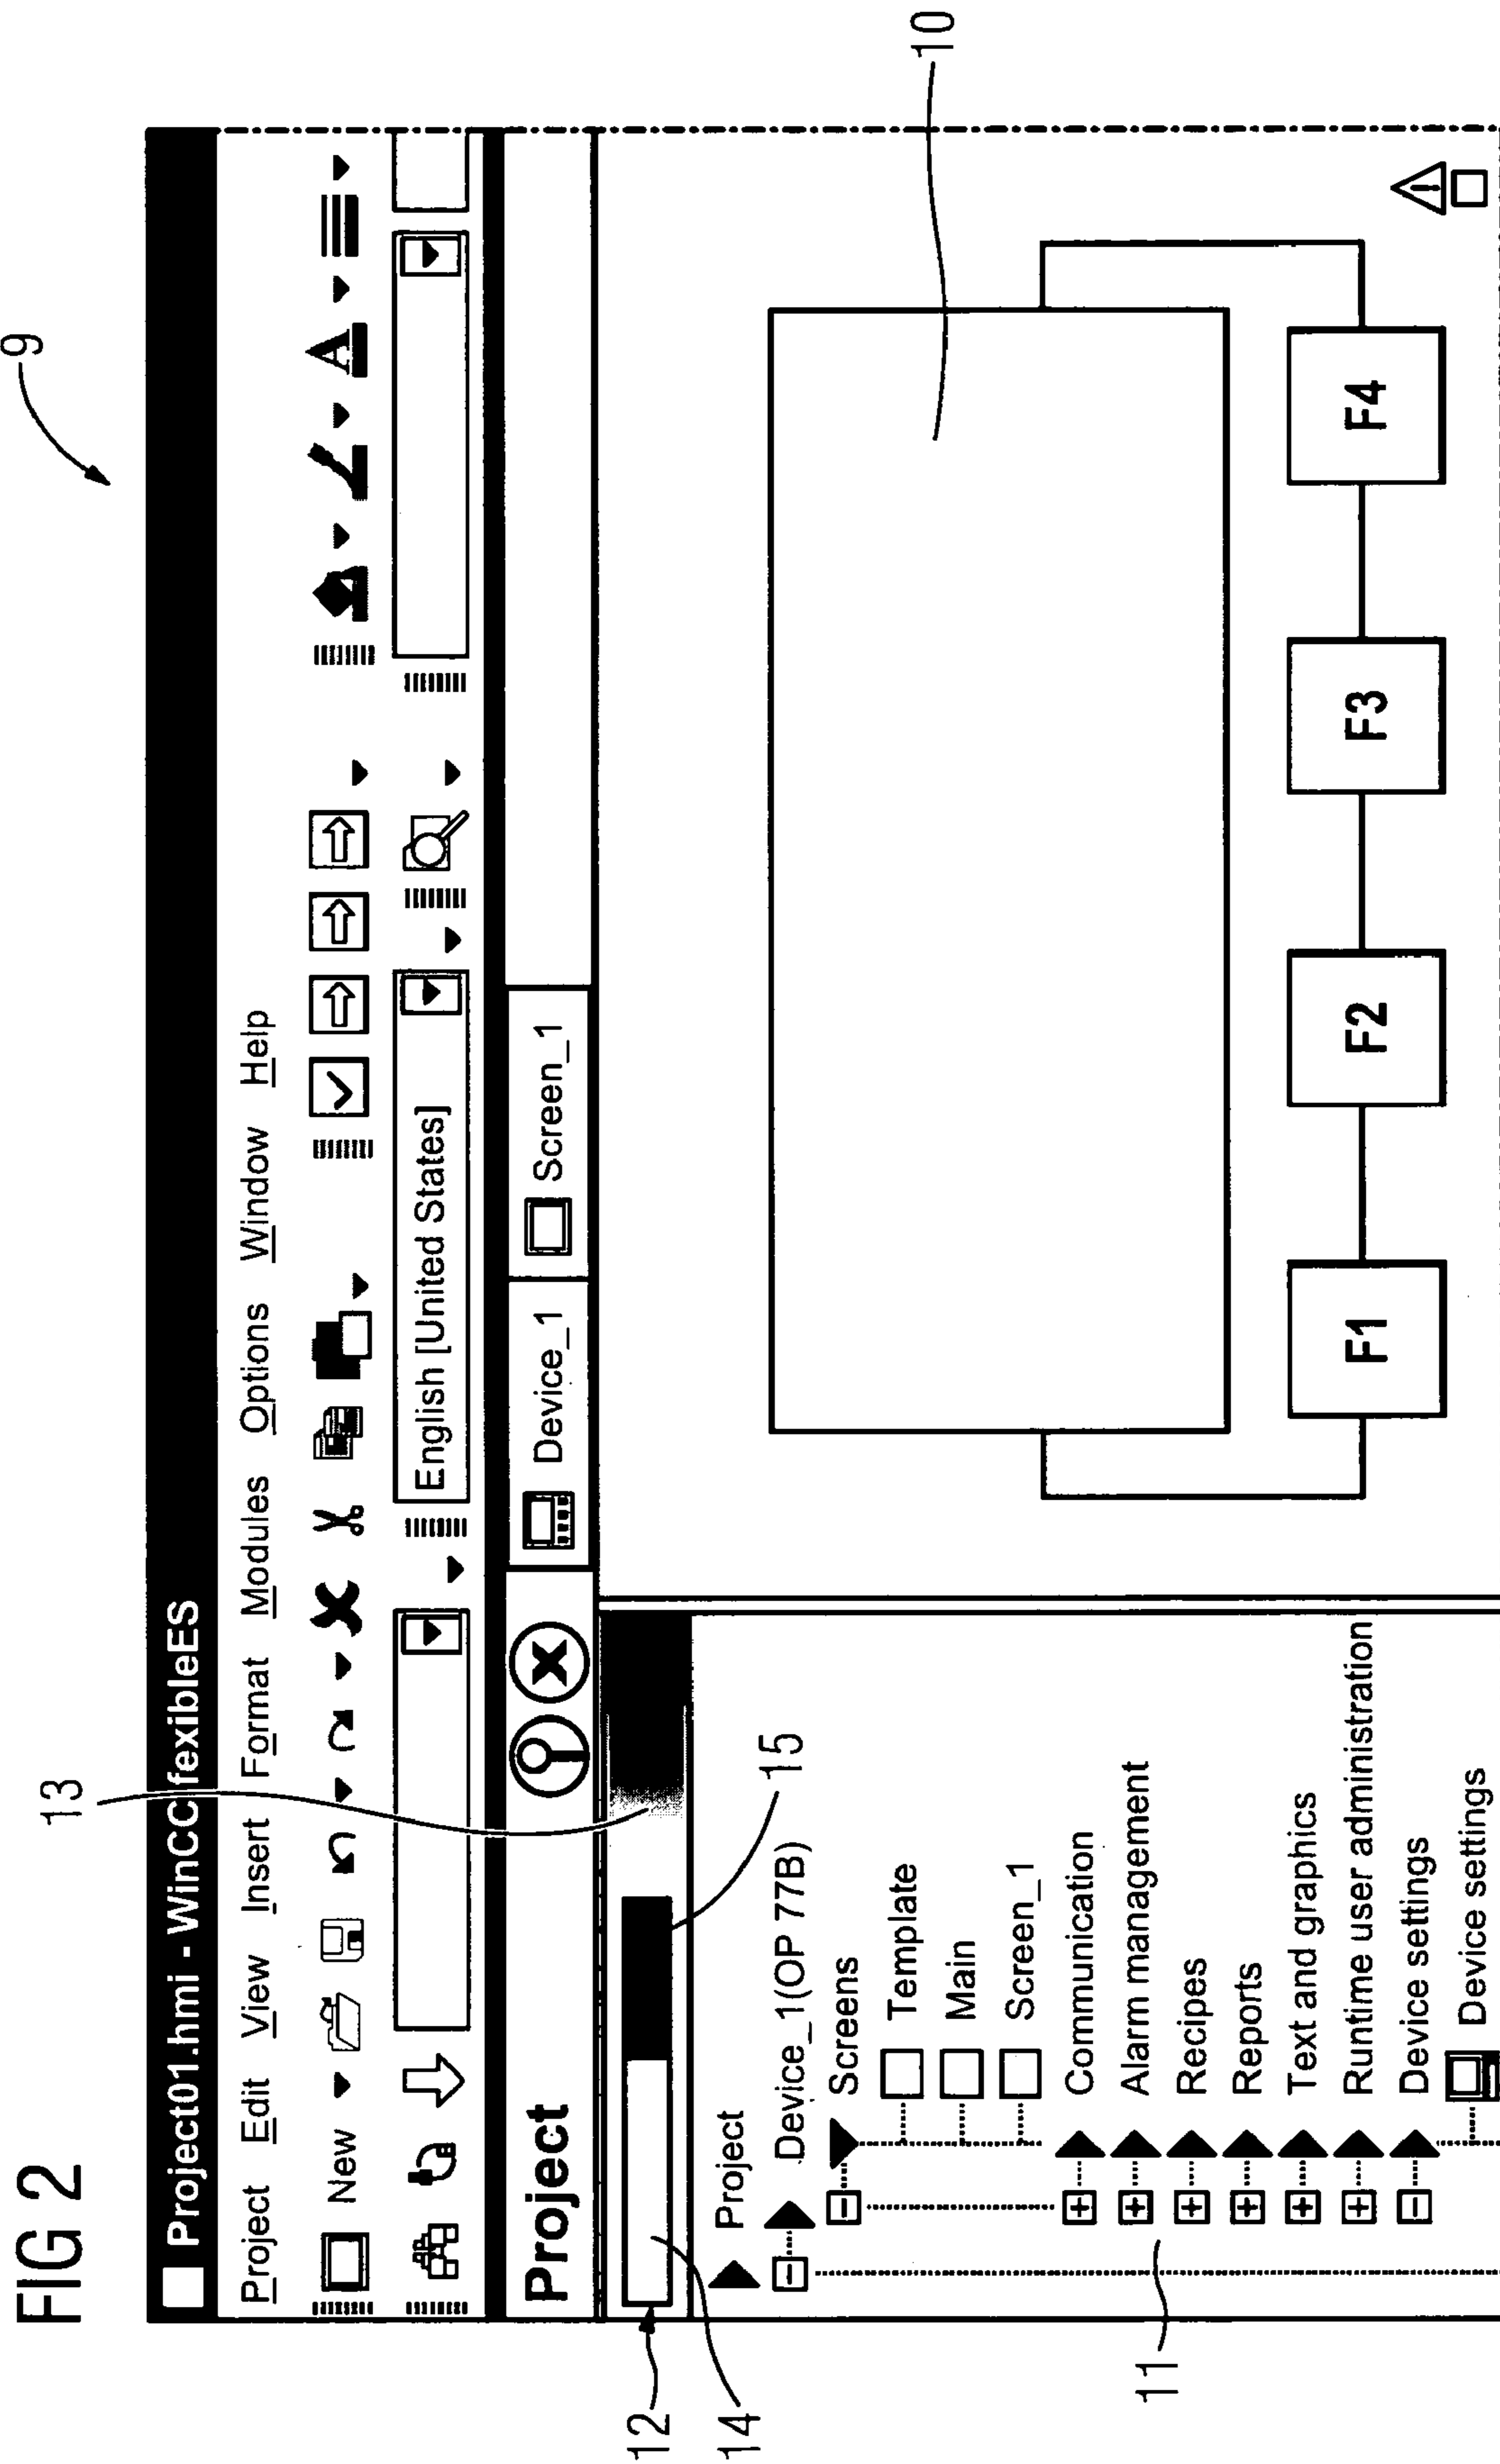 FIG 2
9
Project01.hmi - WinCC fexibleES
Project Edit View Insert Format Modules Options Window Help
New
English [United States]
13
Project
Device_1
Screen_1
12
14
15
10
Project
Device_1(OP 77B)
Screens
Template
Main
Screen_1
Communication
Alarm management
Recipes
Reports
Text and graphics
Runtime user administration
Device settings
Device settings
11
F1
F2
F3
F4